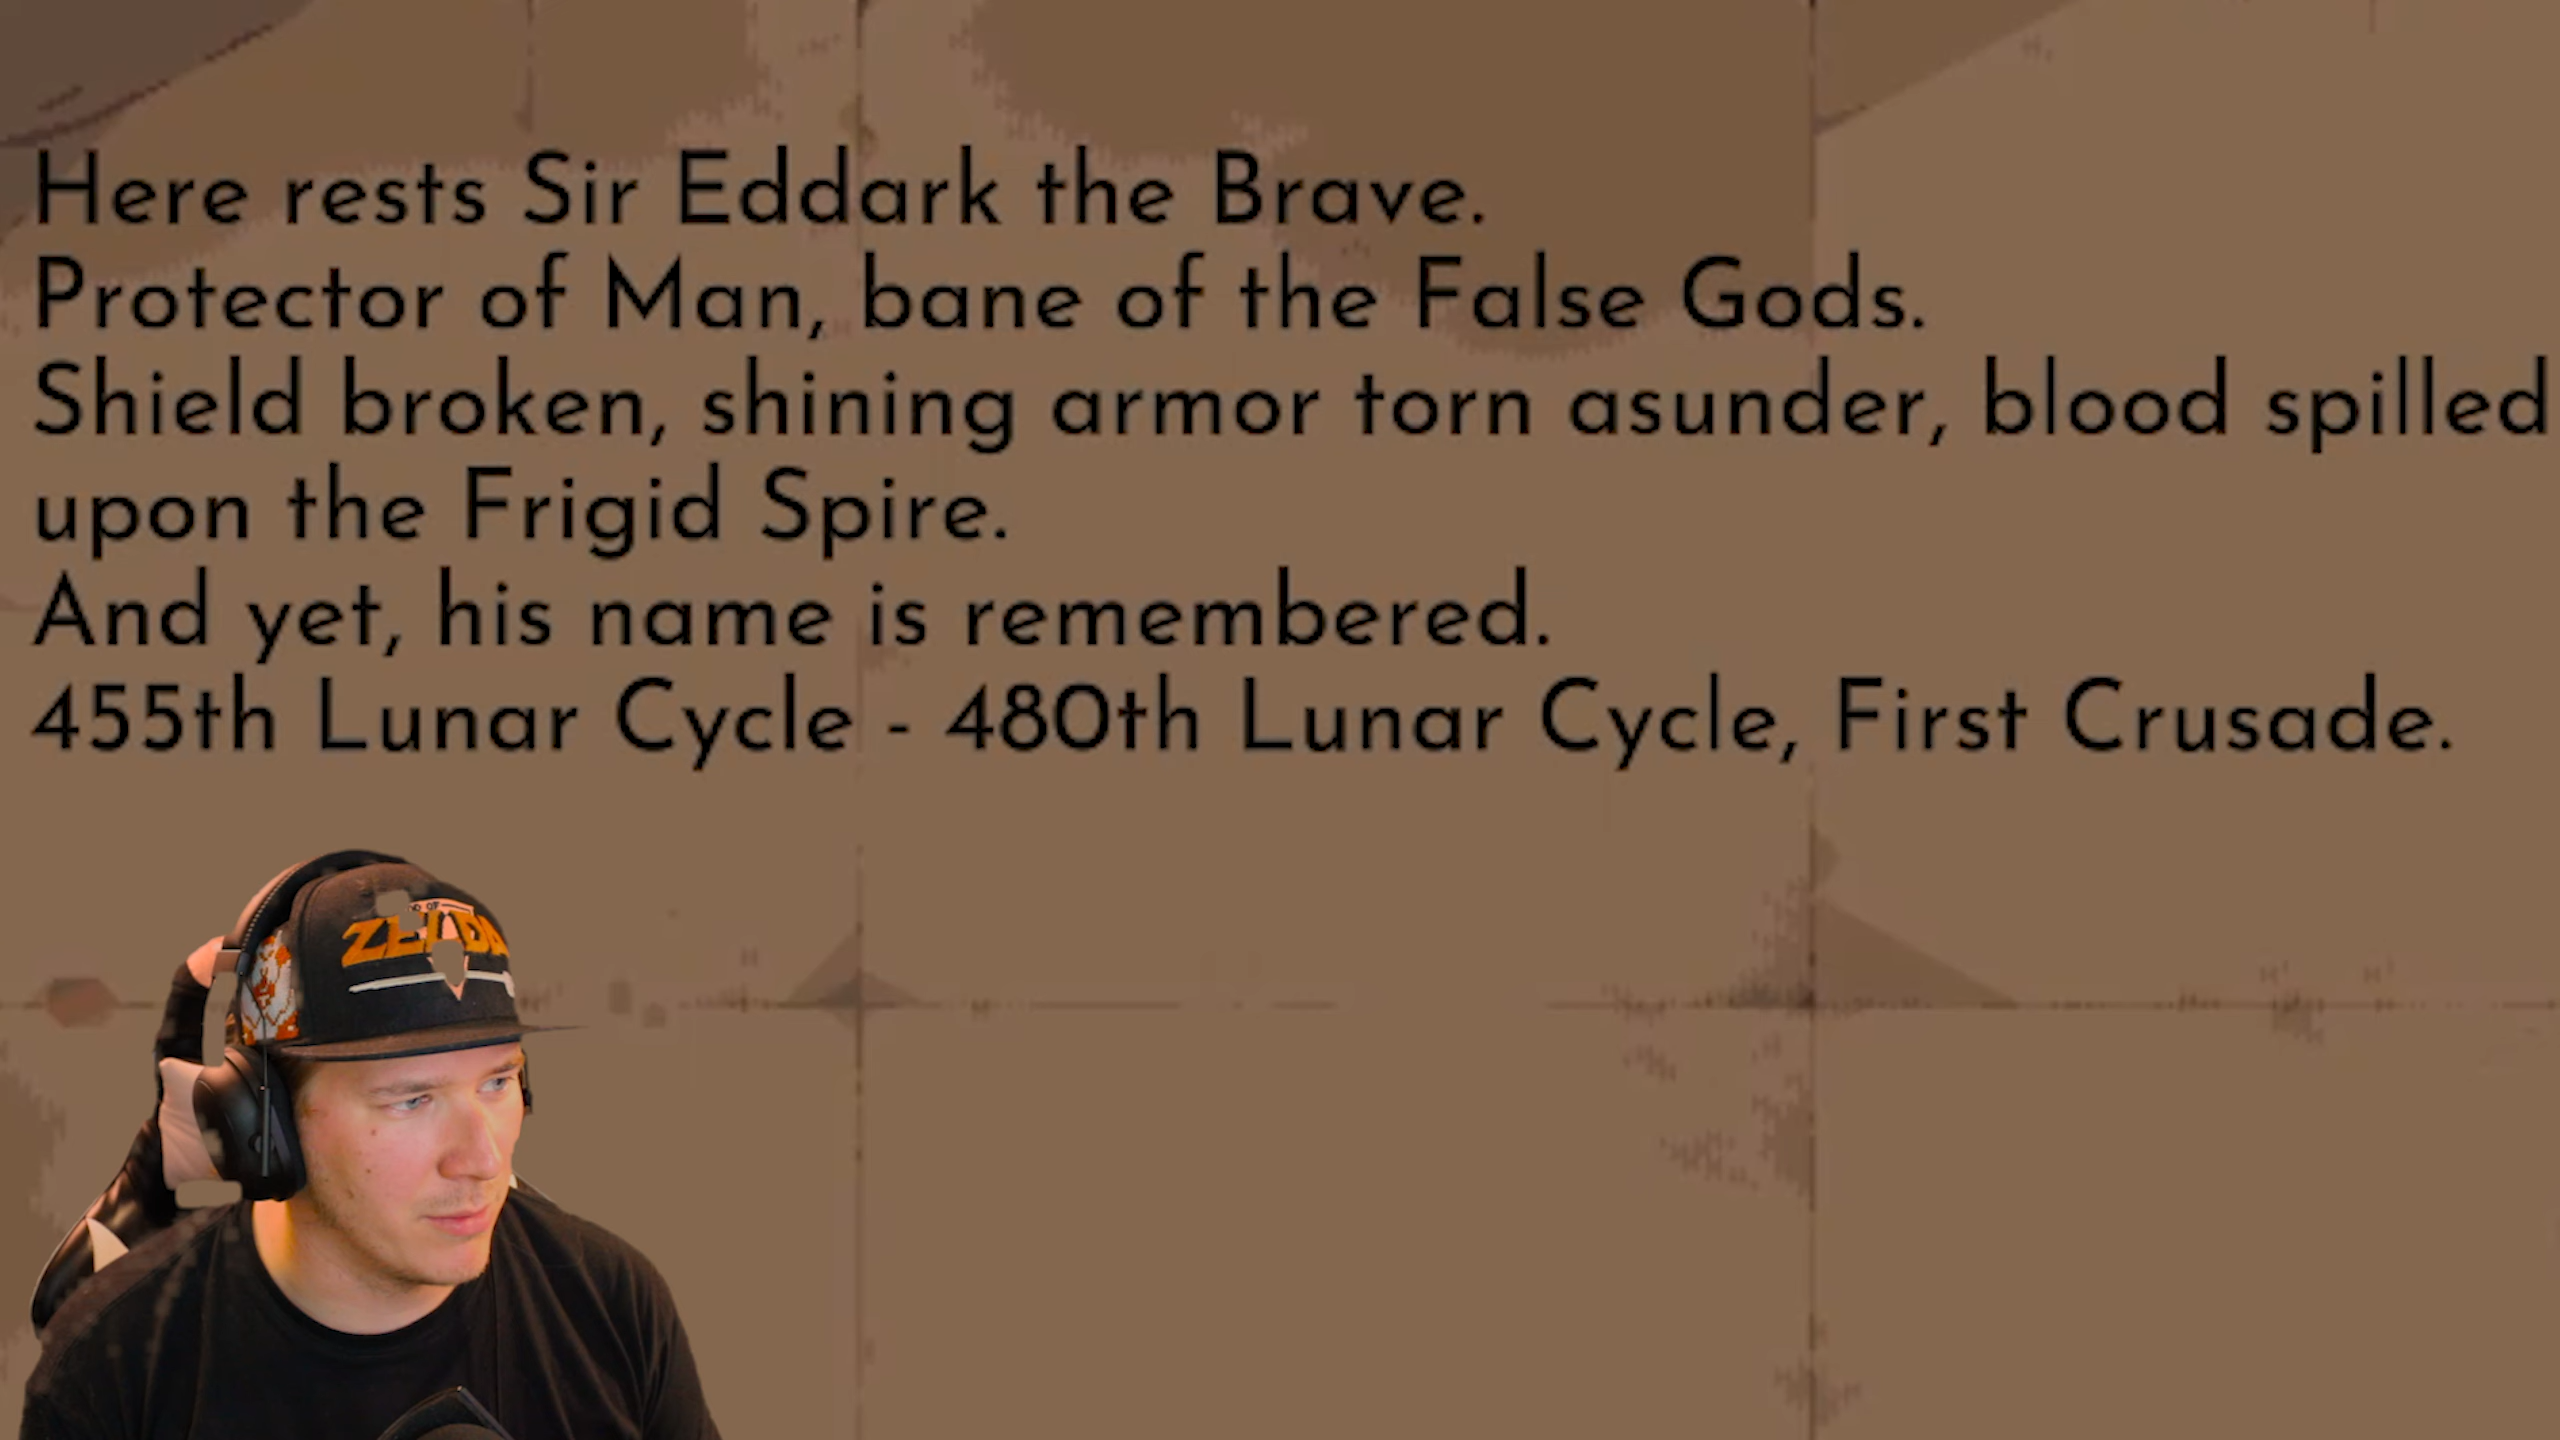 Here rests Sir Eddark the Brave.
Protector of Man, bane of the False Gods.
Shield broken, shining armor torn asunder, blood spilled
upon the Frigid Spire.
And yet, his name is remembered.
455th Lunar Cycle - 480th Lunar Cycle, First Crusade.